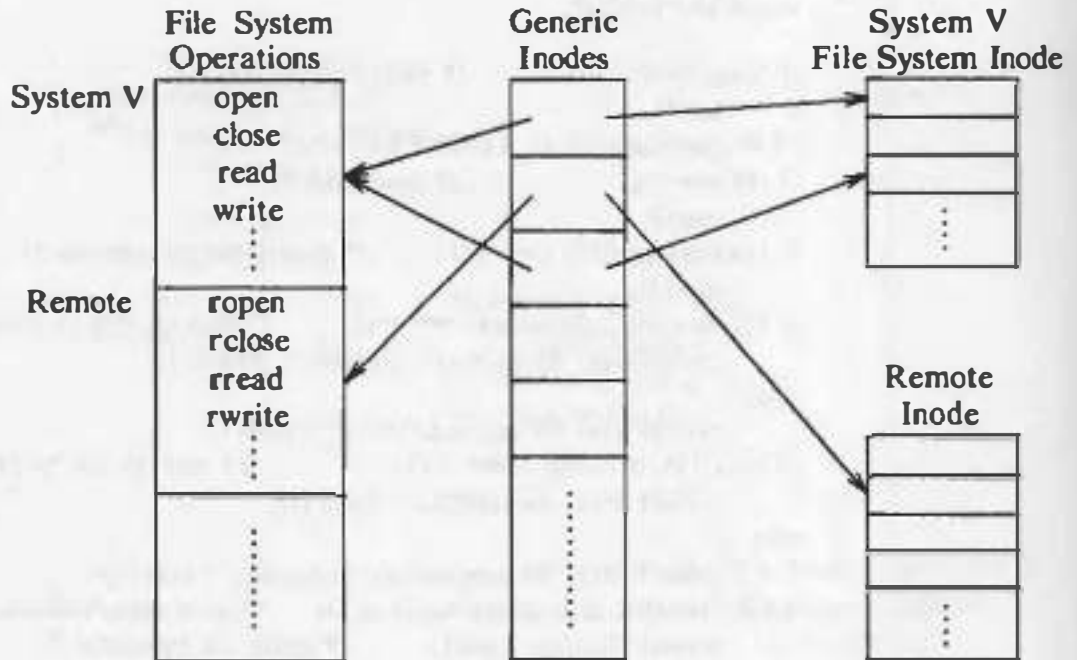 File System
Operations
Generic
Inodes
System V
File System Inode
System V
open
close
read
write
Remote
ropen
rclose
rread
rwrite
Remote
Inode